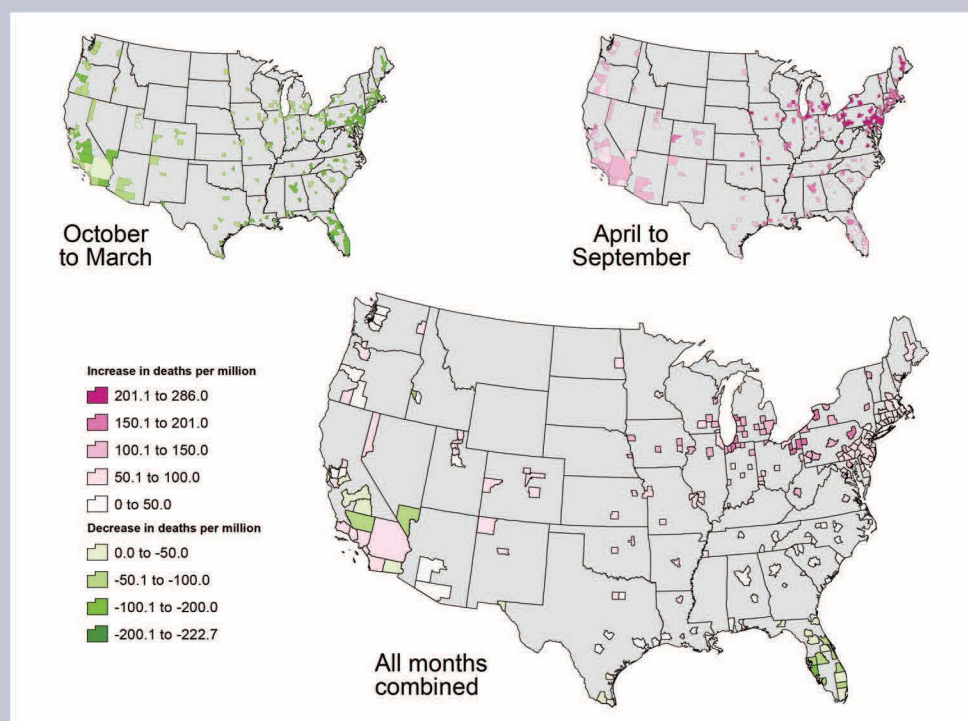 October
to March
April to
September
Increase in deaths per million
201.1 to 286.0
150.1 to 201.0
100.1 to 150.0
50.1 to 100.0
0 to 50.0
Decrease in deaths per million
0.0 to -50.0
-50.1 to -100.0
-100.1 to -200.0
-200.1 to -222.7
All months
combined